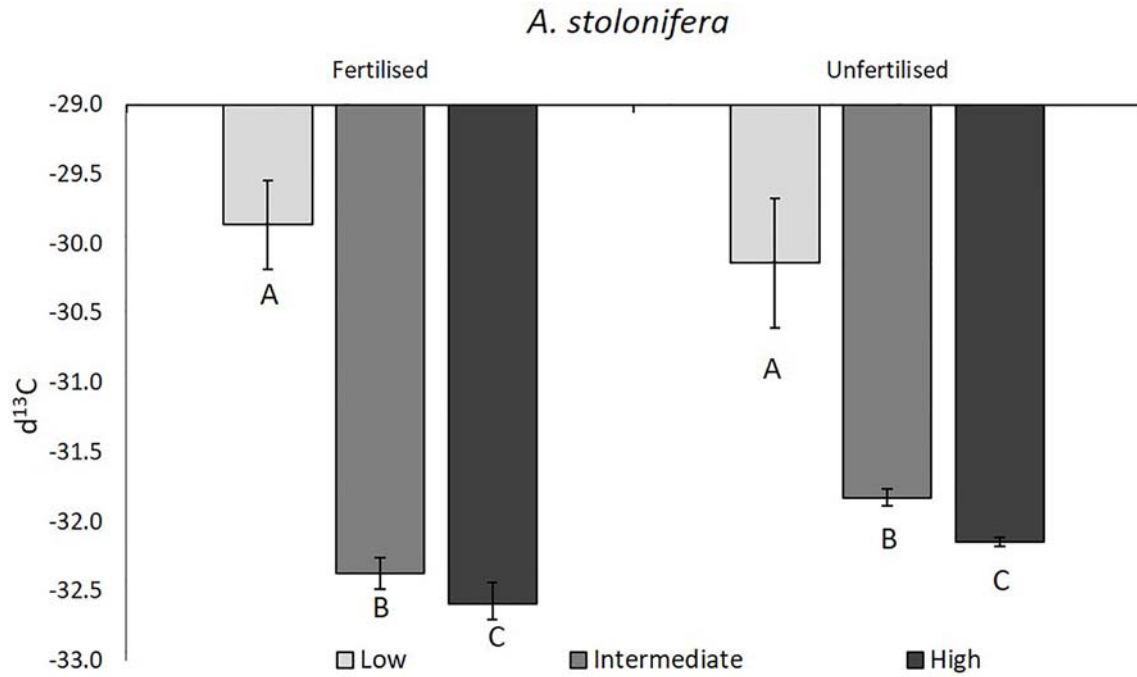 A. stolonifera
Fertilised Unfertilised
-29.0
-29.5
-30.0
-30.5
-31.0
-31.5
-32.0
-32.5
-33.0
d¹³C
A
B
C
A
B
C
Low Intermediate High